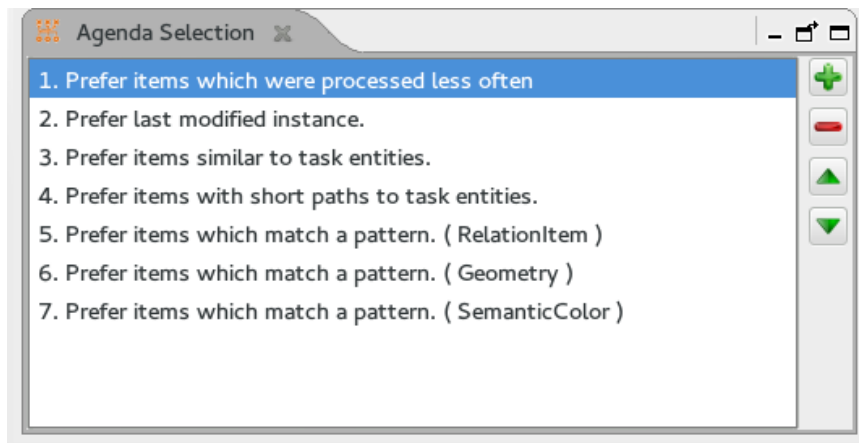 Agenda Selection
1. Prefer items which were processed less often
2. Prefer last modified instance.
3. Prefer items similar to task entities.
4. Prefer items with short paths to task entities.
5. Prefer items which match a pattern. ( RelationItem )
6. Prefer items which match a pattern. ( Geometry )
7. Prefer items which match a pattern. ( SemanticColor )